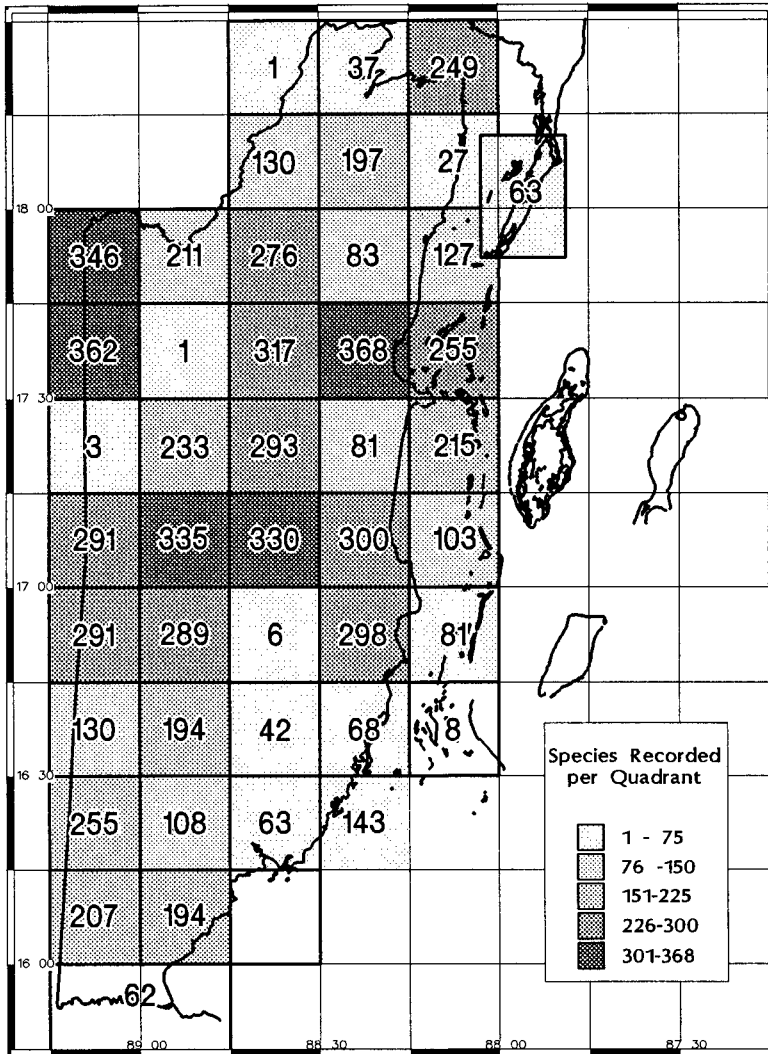 1 37 249
130 197 27
63
18 00
346 211 276 83 127
362 1 317 368 255
17 30
3 233 293 81 215
291 335 330 300 103
17 00
291 289 6 298 81
130 194 42 68 8
16 30
Species Recorded
per Quadrant
1 - 75
76 -150
151-225
226-300
301-368
255 108 63 143
207 194
16 00
62
89 00 88 30 88 00 87 30